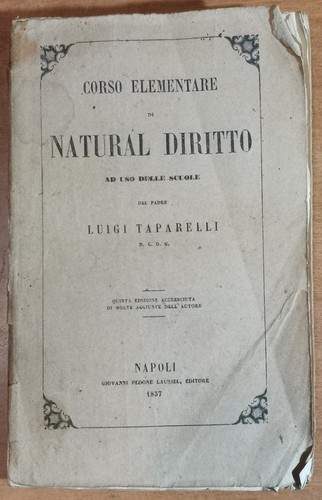 CORSO ELEMENTARE
DI
NATURAL DIRITTO
AD USO DELLE SCUOLE
DEL PADRE
LUIGI TAPARELLI
D. C. D. G.
QUINTA EDIZIONE ACCRESCIUTA
DI MOLTE AGGIUNTE DELL'AUTORE
NAPOLI
GIOVANNI PEDONE LAURIEL, EDITORE
1857